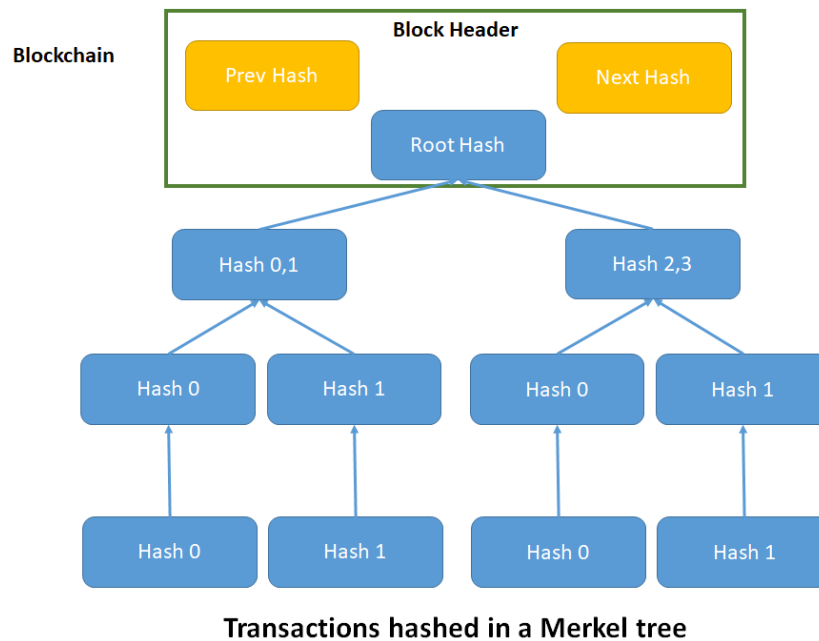 Block Header
Blockchain
Prev Hash
Next Hash
Root Hash
Hash 0,1
Hash 2,3
Hash 0
Hash 1
Hash 0
Hash 1
Hash 0
Hash 1
Hash 0
Hash 1
Transactions hashed in a Merkel tree